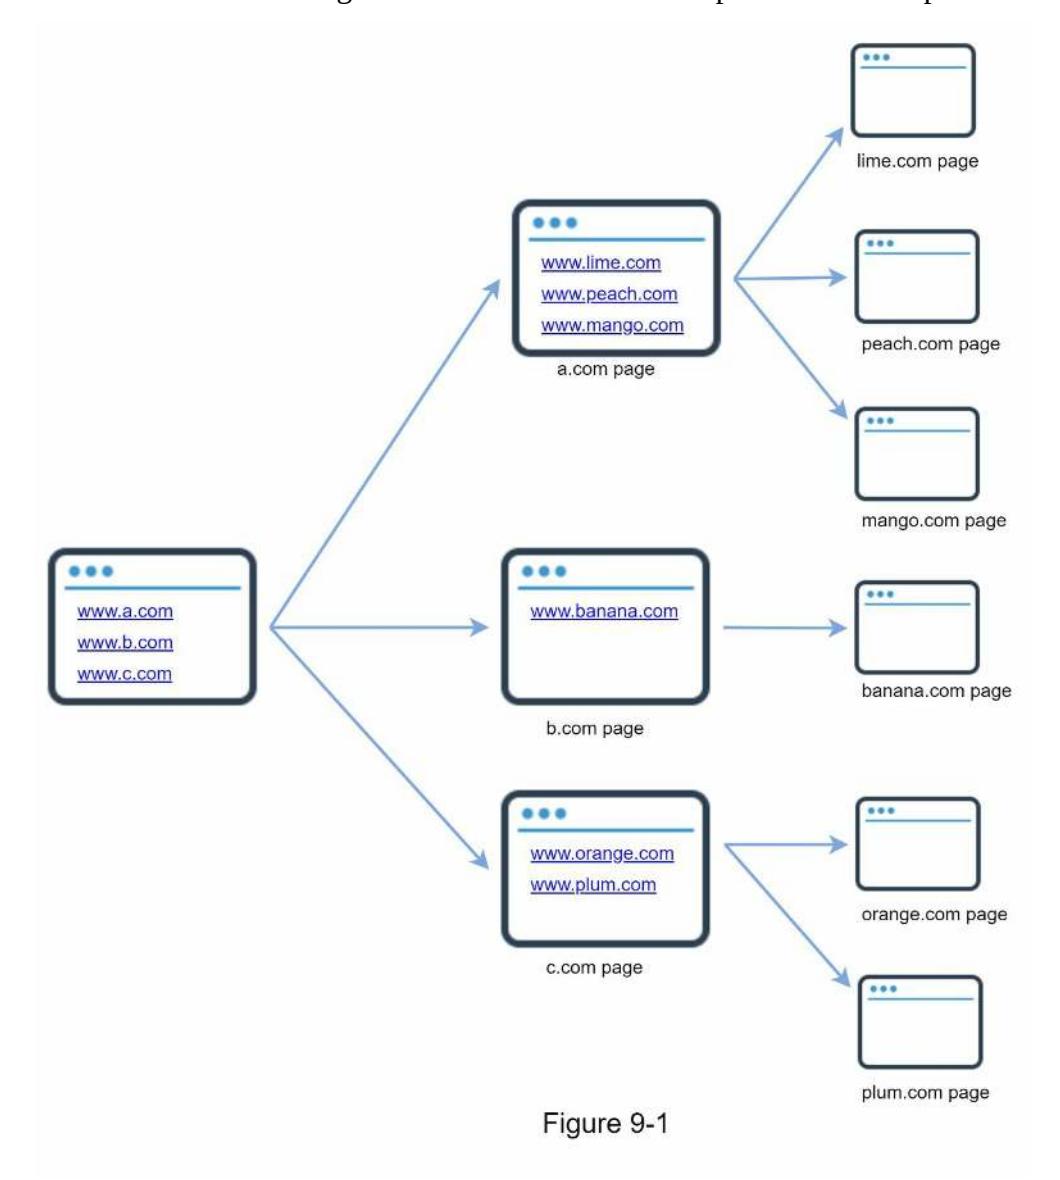 lime.com page
www.lime.com
www.peach.com
www.mango.com
a.com page
peach.com page
mango.com page
www.a.com
www.b.com
www.c.com
www.banana.com
b.com page
banana.com page
www.orange.com
www.plum.com
c.com page
orange.com page
plum.com page
Figure 9-1